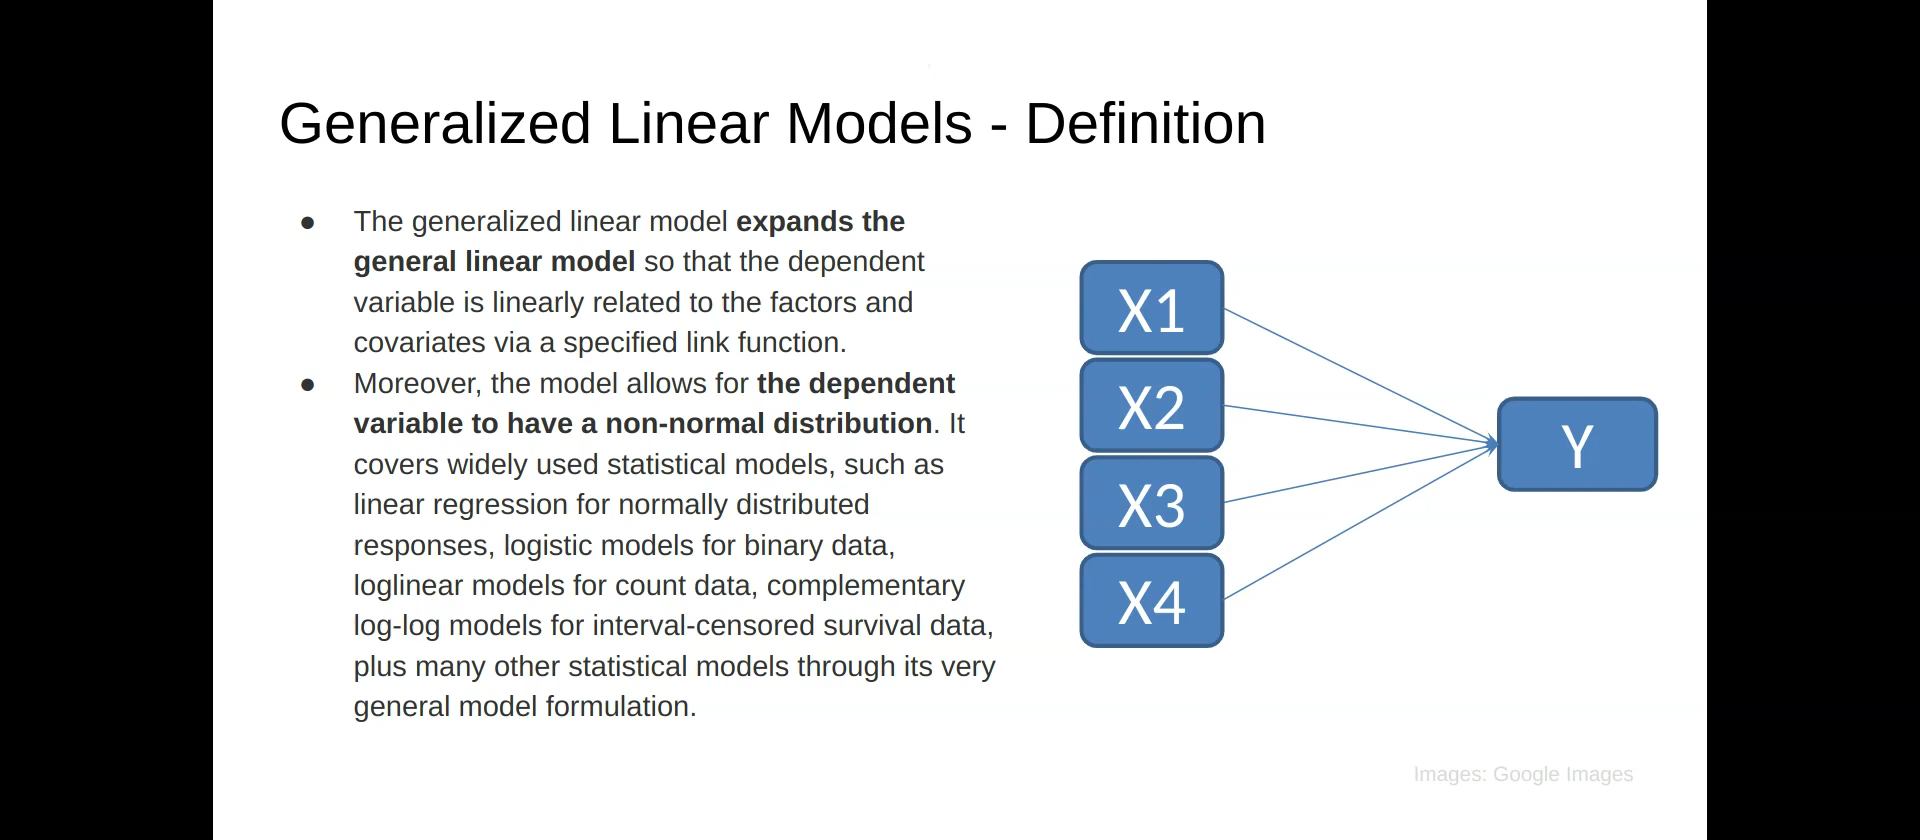 Generalized Linear Models - Definition
● The generalized linear model expands the
general linear model so that the dependent
variable is linearly related to the factors and
covariates via a specified link function.
● Moreover, the model allows for the dependent
variable to have a non-normal distribution. It
covers widely used statistical models, such as
linear regression for normally distributed
responses, logistic models for binary data,
loglinear models for count data, complementary
log-log models for interval-censored survival data,
plus many other statistical models through its very
general model formulation.
X1
X2
X3
X4
Y
Images: Google Images